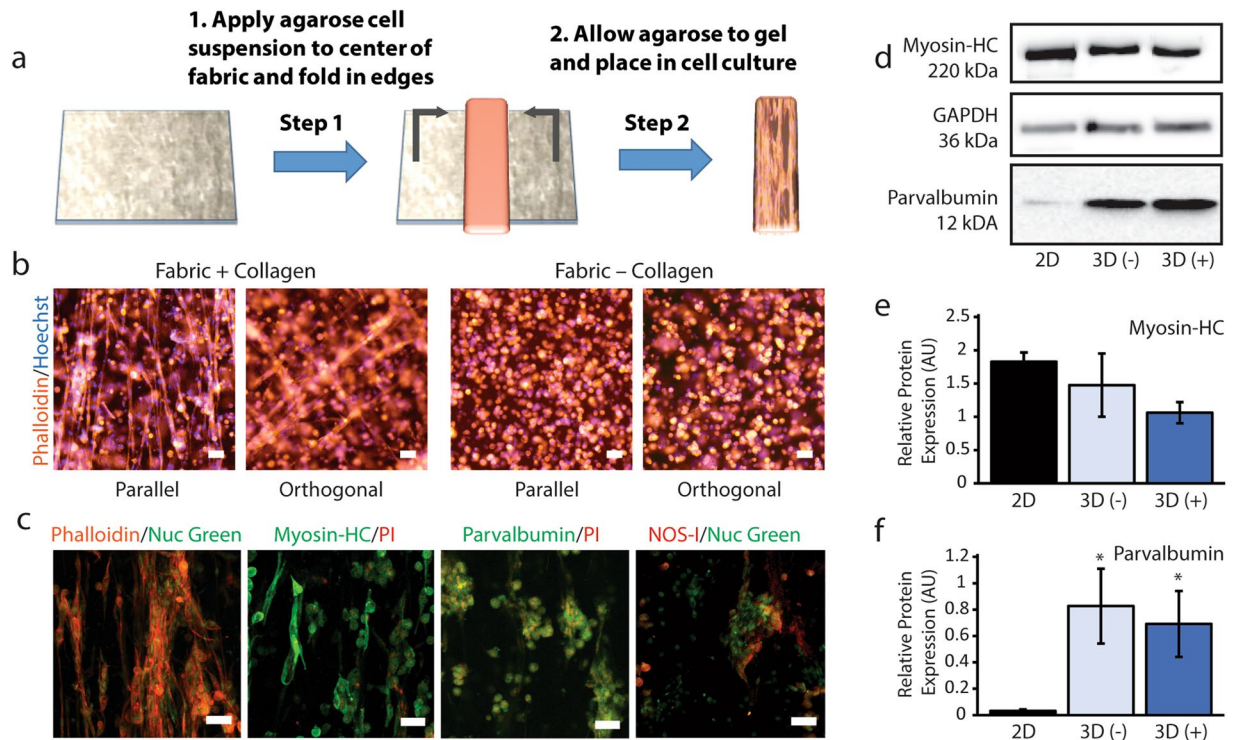 a
1. Apply agarose cell
suspension to center of
fabric and fold in edges
2. Allow agarose to gel
and place in cell culture
Step 1
Step 2
b
Fabric + Collagen
Fabric – Collagen
Phalloidin/Hoechst
Parallel
Orthogonal
Parallel
Orthogonal
c
Phalloidin/Nuc Green
Myosin-HC/PI
Parvalbumin/PI
NOS-I/Nuc Green
d
Myosin-HC
220 kDa
GAPDH
36 kDa
Parvalbumin
12 kDA
2D
3D (-)
3D (+)
e
Relative Protein
Expression (AU)
2.5
2
1.5
1
0.5
0
Myosin-HC
2D
3D (-)
3D (+)
f
Relative Protein
Expression (AU)
1.2
1
0.8
0.6
0.4
0.2
0
Parvalbumin
*
*
2D
3D (-)
3D (+)